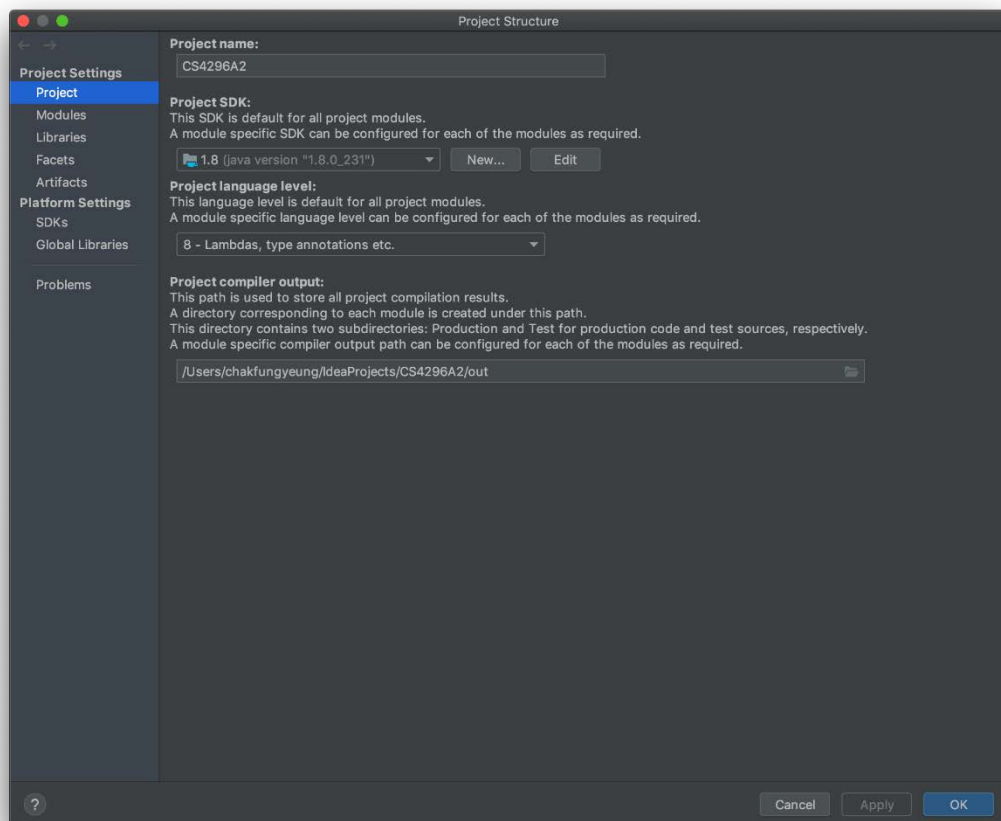 Project Structure
Project Settings
Project
Modules
Libraries
Facets
Artifacts
Platform Settings
SDKs
Global Libraries
Problems
Project name:
CS4296A2
Project SDK:
This SDK is default for all project modules.
A module specific SDK can be configured for each of the modules as required.
1.8 (java version "1.8.0_231")
New...
Edit
Project language level:
This language level is default for all project modules.
A module specific language level can be configured for each of the modules as required.
8 - Lambdas, type annotations etc.
Project compiler output:
This path is used to store all project compilation results.
A directory corresponding to each module is created under this path.
This directory contains two subdirectories: Production and Test for production code and test sources, respectively.
A module specific compiler output path can be configured for each of the modules as required.
/Users/chakfungyeung/IdeaProjects/CS4296A2/out
?
Cancel
Apply
OK